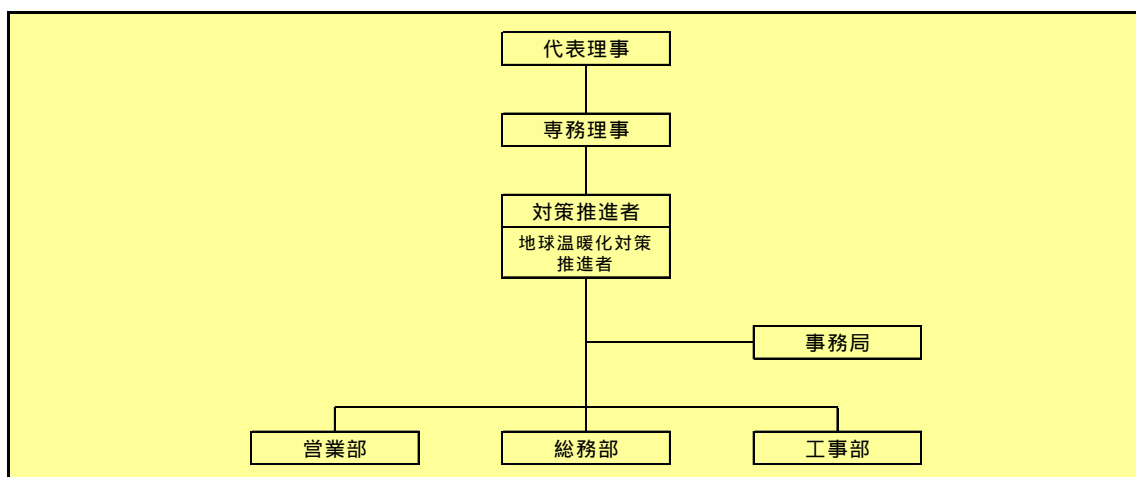 代表理事
専務理事
対策推進者
地球温暖化対策
推進者
事務局
営業部
総務部
工事部